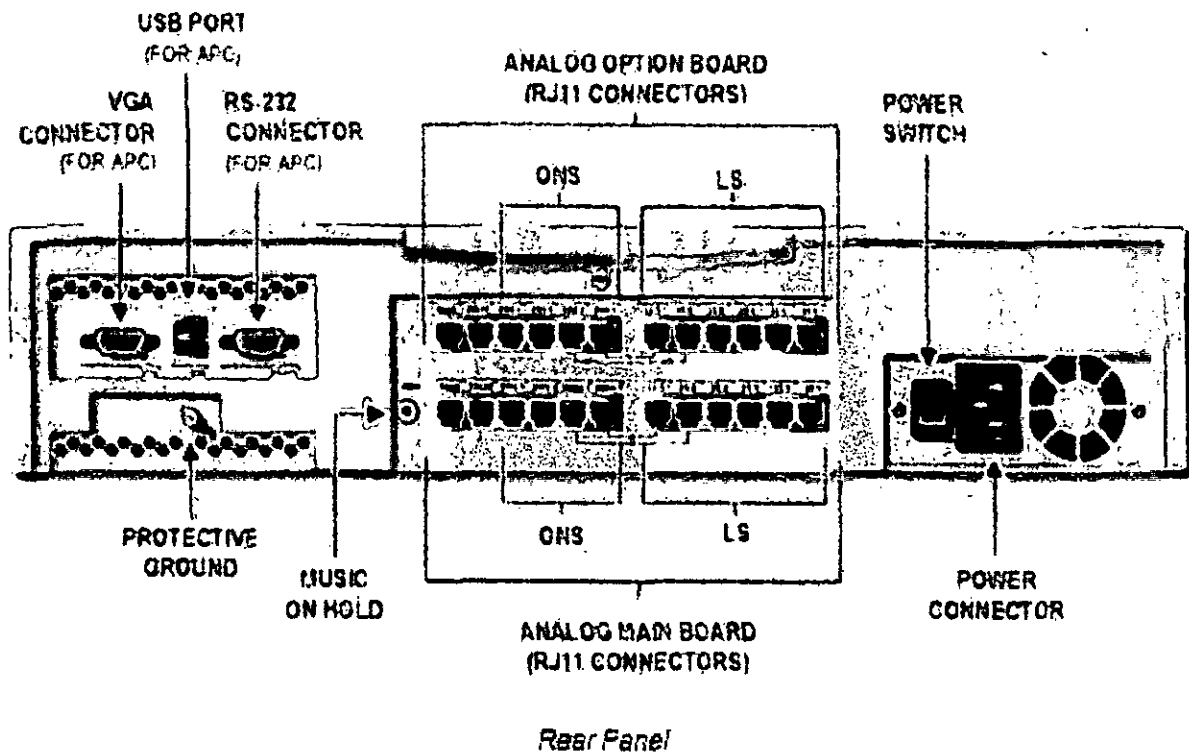 USB PORT
(FOR APC)
VGA
CONNECTOR
(FOR APC)
RS-232
CONNECTOR
(FOR APC)
ANALOG OPTION BOARD
(RJ11 CONNECTORS)
POWER
SWITCH
ONS
LS
ONS
LS
PROTECTIVE
GROUND
MUSIC
ON HOLD
POWER
CONNECTOR
ANALOG MAIN BOARD
(RJ11 CONNECTORS)
Rear Panel